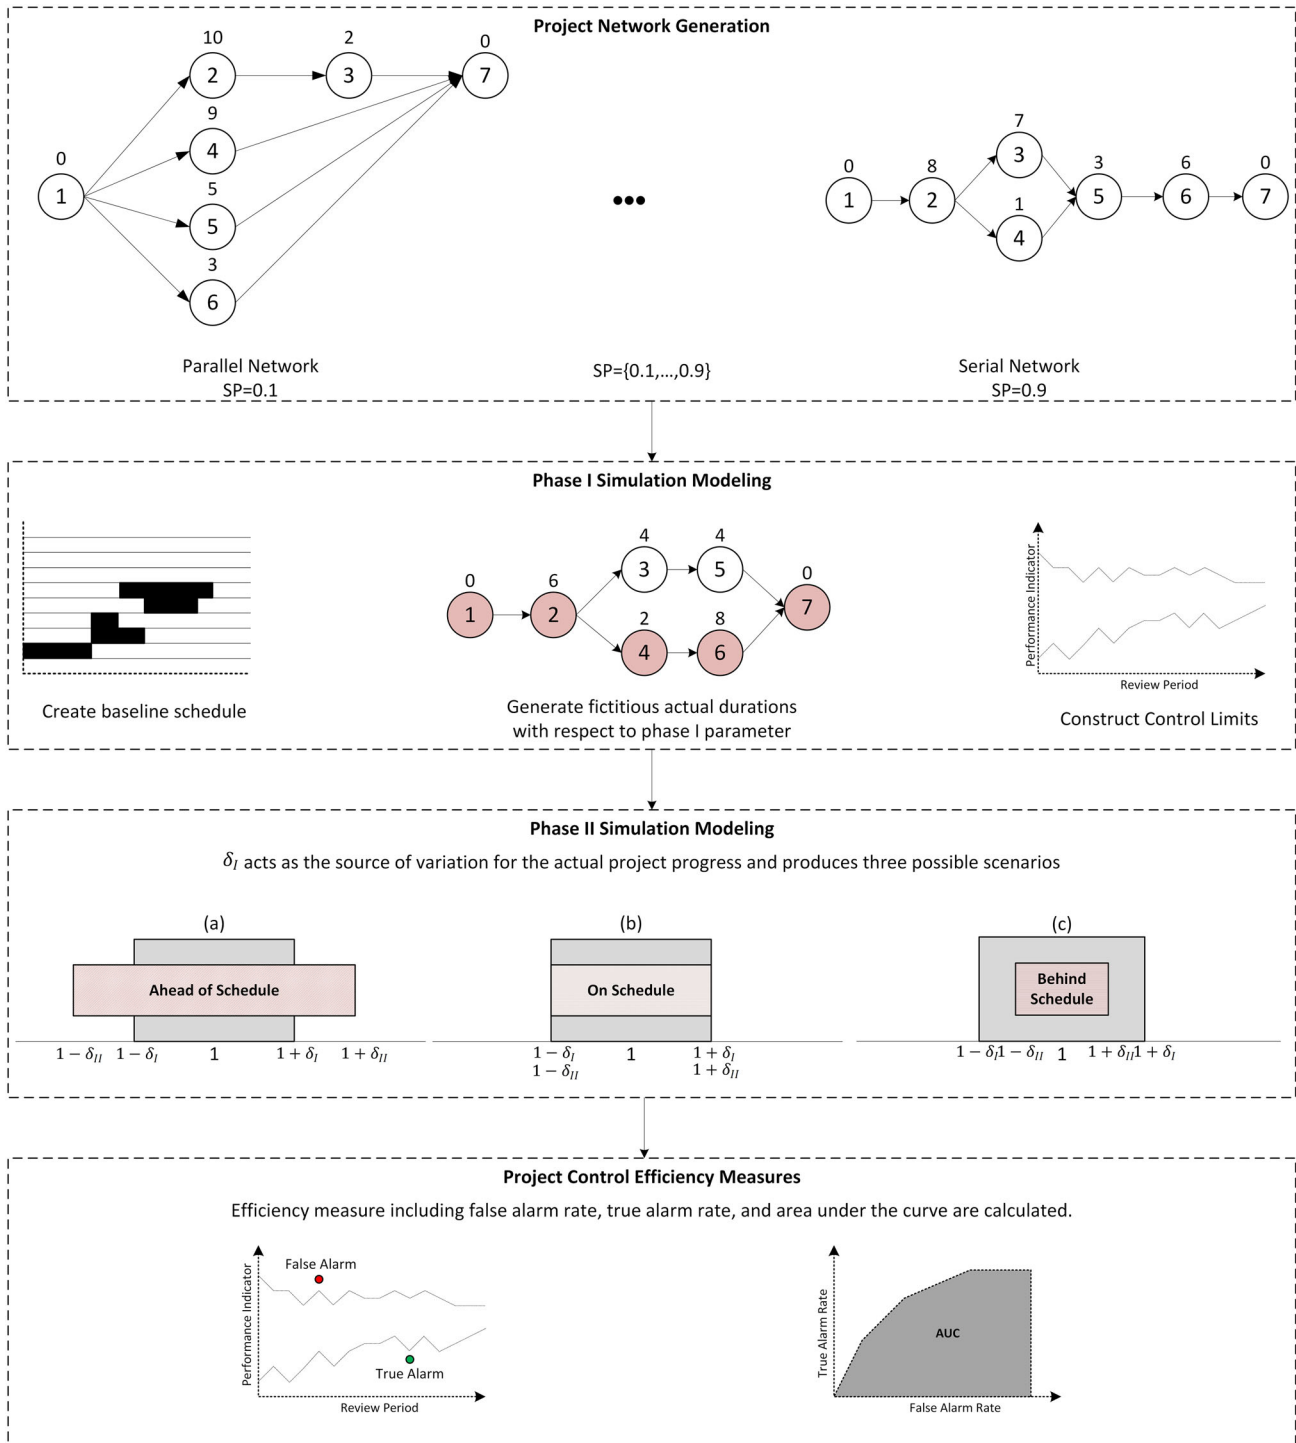 Project Network Generation
10
2
0
2
3
7
9
4
0
1
5
5
3
6
•••
0
1
8
2
7
3
1
4
3
5
6
6
0
7
Parallel Network
SP=0.1
SP={0.1,...,0.9}
Serial Network
SP=0.9
Phase I Simulation Modeling
Create baseline schedule
0
1
6
2
4
3
4
5
2
4
8
6
0
7
Generate fictitious actual durations
with respect to phase I parameter
Performance Indicator
Review Period
Construct Control Limits
Phase II Simulation Modeling
δ_I acts as the source of variation for the actual project progress and produces three possible scenarios
(a)
Ahead of Schedule
1 − δ_II 1 − δ_I 1 1 + δ_I 1 + δ_II
(b)
On Schedule
1 − δ_I 1 1 + δ_I
1 − δ_II 1 + δ_II
(c)
Behind
Schedule
1 − δ_I 1 − δ_II 1 1 + δ_II 1 + δ_I
Project Control Efficiency Measures
Efficiency measure including false alarm rate, true alarm rate, and area under the curve are calculated.
Performance Indicator
False Alarm
True Alarm
Review Period
True Alarm Rate
AUC
False Alarm Rate